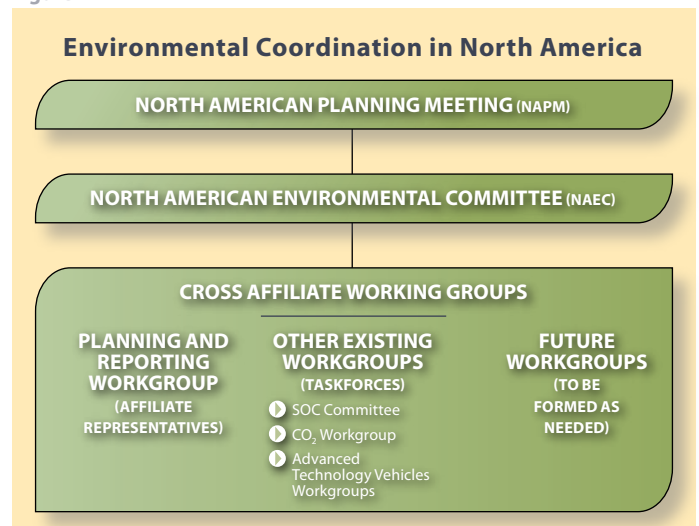 Environmental Coordination in North America
NORTH AMERICAN PLANNING MEETING (NAPM)
NORTH AMERICAN ENVIRONMENTAL COMMITTEE (NAEC)
CROSS AFFILIATE WORKING GROUPS
PLANNING AND
REPORTING
WORKGROUP
(AFFILIATE
REPRESENTATIVES)
OTHER EXISTING
WORKGROUPS
(TASKFORCES)
SOC Committee
CO₂ Workgroup
Advanced
Technology Vehicles
Workgroups
FUTURE
WORKGROUPS
(TO BE
FORMED AS
NEEDED)